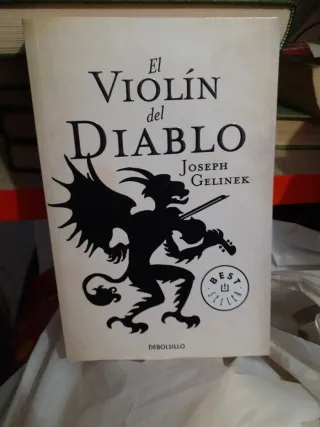 El
VIOLÍN
del
DIABLO
JOSEPH
GELINEK
BEST
SELLER
DEBOLSILLO